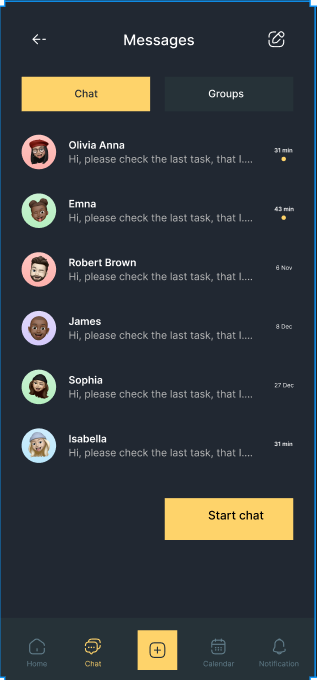 Messages
Chat
Groups
Olivia Anna
31 min
Hi, please check the last task, that I....
Emna
43 min
Hi, please check the last task, that I....
Robert Brown
6 Nov
Hi, please check the last task, that I....
James
8 Dec
Hi, please check the last task, that I....
Sophia
27 Dec
Hi, please check the last task, that I....
Isabella
31 min
Hi, please check the last task, that I....
Start chat
Home
Chat
Calendar
Notification